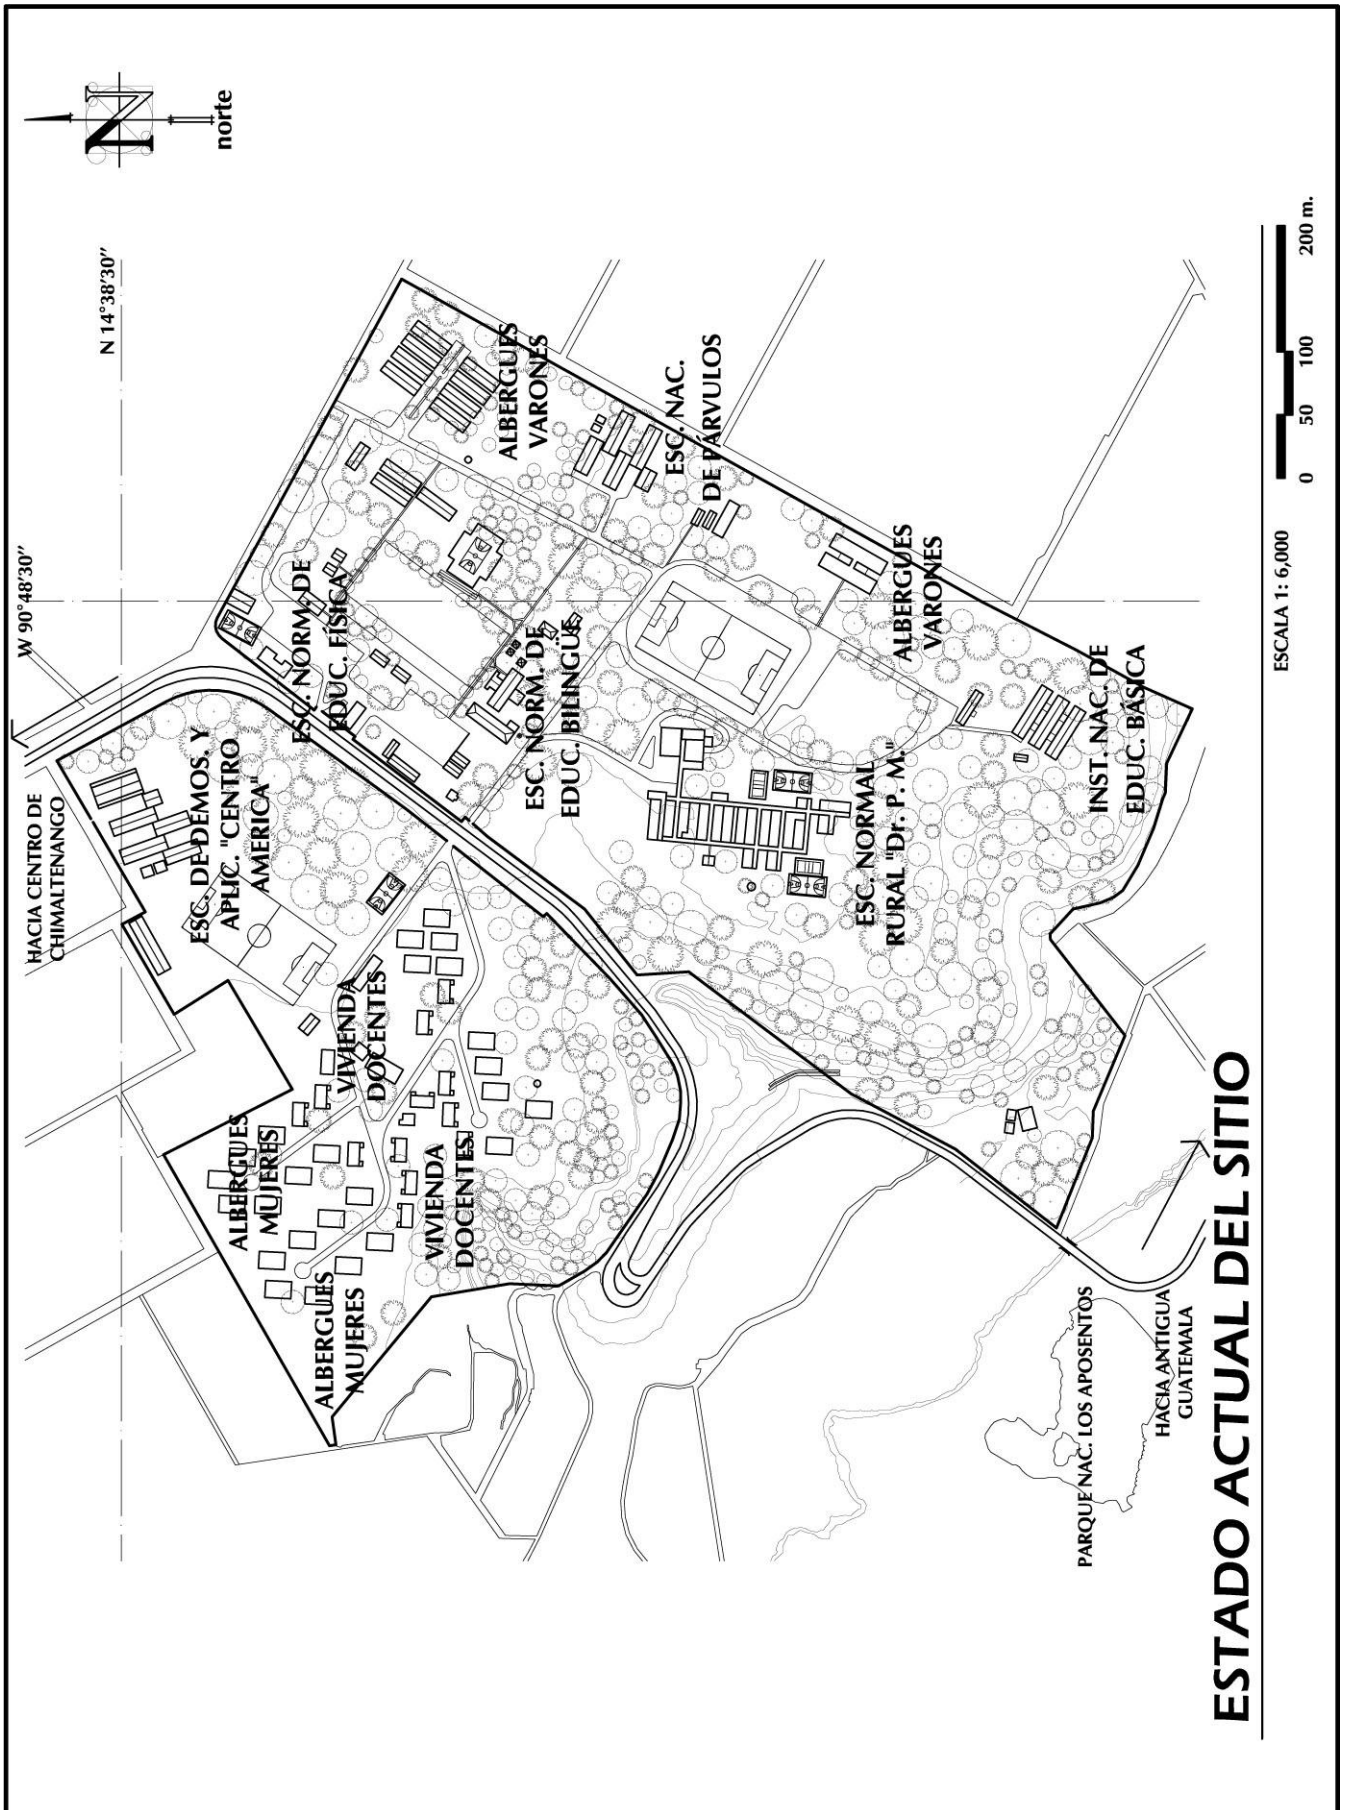 HACIA CENTRO DE
CHIMALTENANGO
W 90°48'30”
N 14°38'30”
N
norte
ESC. DE DEMOS. Y
APLIC. "CENTRO
AMERICA"
ESC. NORM. DE
EDUC. FÍSICA
ALBERGUES
VARONES
ALBERGUES
MUJERES
VIVIENDA
DOCENTES
ESC. NORM. DE
EDUC. BILINGÜE
ESC. NAC.
DE PÁRVULOS
ALBERGUES
MUJERES
VIVIENDA
DOCENTES
ESC. NORMAL
RURAL "Dr. P. M."
ALBERGUES
VARONES
INST. NAC. DE
EDUC. BÁSICA
PARQUE NAC. LOS APOSENTOS
HACIA ANTIGUA
GUATEMALA
ESTADO ACTUAL DEL SITIO
ESCALA 1: 6,000
0 50 100 200 m.